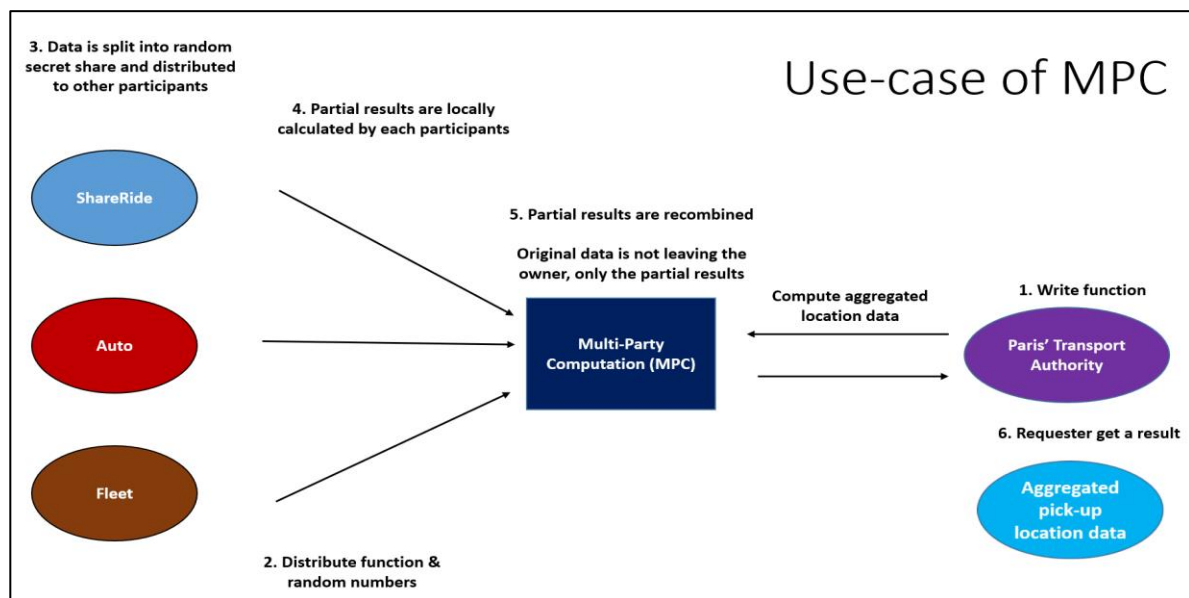 Use-case of MPC
3. Data is split into random
secret share and distributed
to other participants
4. Partial results are locally
calculated by each participants
ShareRide
5. Partial results are recombined
Original data is not leaving the
owner, only the partial results
Compute aggregated
location data
1. Write function
Auto
Multi-Party
Computation (MPC)
Paris’ Transport
Authority
6. Requester get a result
Fleet
Aggregated
pick-up
location data
2. Distribute function &
random numbers